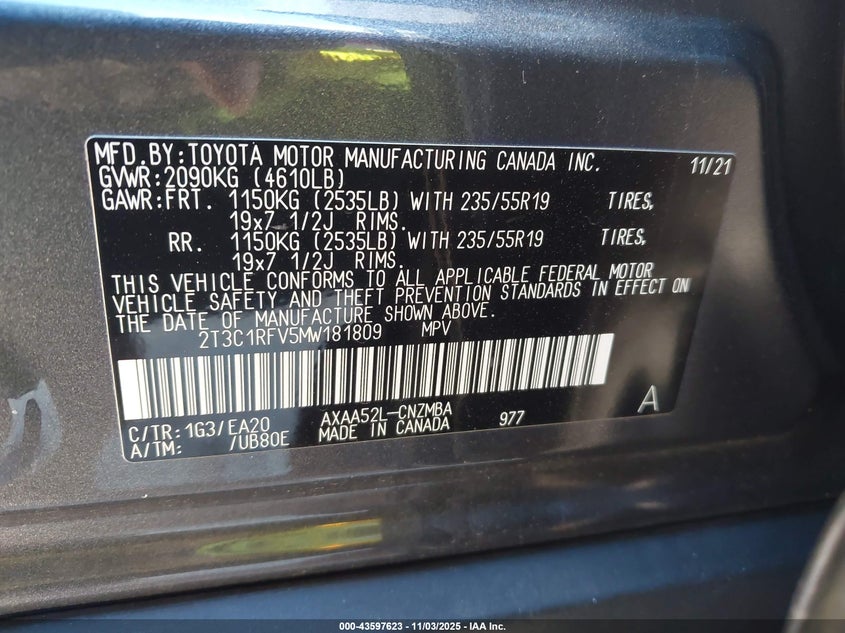 MFD.BY:TOYOTA MOTOR MANUFACTURING CANADA INC. 11/21
GVWR:2090KG (4610LB)
GAWR:FRT. 1150KG (2535LB) WITH 235/55R19 TIRES,
19x7 1/2J RIMS.
RR. 1150KG (2535LB) WITH 235/55R19 TIRES,
19x7 1/2J RIMS.
THIS VEHICLE CONFORMS TO ALL APPLICABLE FEDERAL MOTOR
VEHICLE SAFETY AND THEFT PREVENTION STANDARDS IN EFFECT ON
THE DATE OF MANUFACTURE SHOWN ABOVE.
2T3C1RFV5MW181809 MPV
C/TR:1G3/EA20 AXAA52L-CNZMBA A
A/TM: /UB80E MADE IN CANADA 977
000-43597623 - 11/03/2025 - IAA Inc.